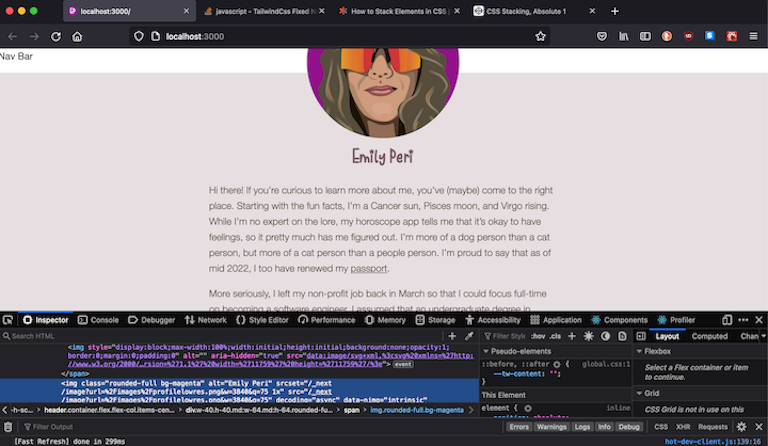 localhost:3000/
javascript - TailwindCss Fixed N
How to Stack Elements in CSS |
CSS Stacking, Absolute 1
localhost:3000
Nav Bar
Emily Peri
Hi there! If you're curious to learn more about me, you've (maybe) come to the right
place. Starting with the fun facts, I'm a Cancer sun, Pisces moon, and Virgo rising.
While I'm no expert on the lore, my horoscope app tells me that it's okay to have
feelings, so it pretty much has me figured out. I'm more of a dog person than a cat
person, but more of a cat person than a people person. I'm proud to say that as of
mid 2022, I too have renewed my passport.
More seriously, I left my non-profit job back in March so that I could focus full-time
on becoming a software engineer. I assumed that an undergraduate degree in
Inspector Console Debugger Network Style Editor Performance Memory Storage Accessibility Application Components Profiler
Search HTML
Filter Styles
:hov .cls
Layout Computed Chan
<img style="display:block;max-width:100%;width:initial;height:initial;background:none;opacity:1;
border:0;margin:0;padding:0" alt="" aria-hidden="true" src="data:image/svg+xml,%3csvg%20xmlns=%27http:
//www.w3.org/2000/…rsion=%271.1%27%20width=%271759%27%20height=%271759%27/%3e"> event
</span>
<img class="rounded-full bg-magenta" alt="Emily Peri" srcset="/_next
/image?url=%2Fimages%2Fprofilelowres.png&w=1920&q=75 1x" src="/_next
/image?url=%2Fimages%2Fprofilelowres.png&w=3840&q=75" decoding="async" data-nimg="intrinsic"
Pseudo-elements
::before, ::after {
global.css:1
--tw-content: '';
}
This Element
element {
inline
Flexbox
Select a Flex container or item
to continue.
Grid
CSS Grid is not in use on this
header.container.flex.flex-col.items-cen…
div.w-40.h-40.md:w-64.md:h-64.rounded-fu…
span
img.rounded-full.bg-magenta
Filter Output
Errors Warnings Logs Info Debug CSS XHR Requests
[Fast Refresh] done in 299ms
hot-dev-client.js:139:16